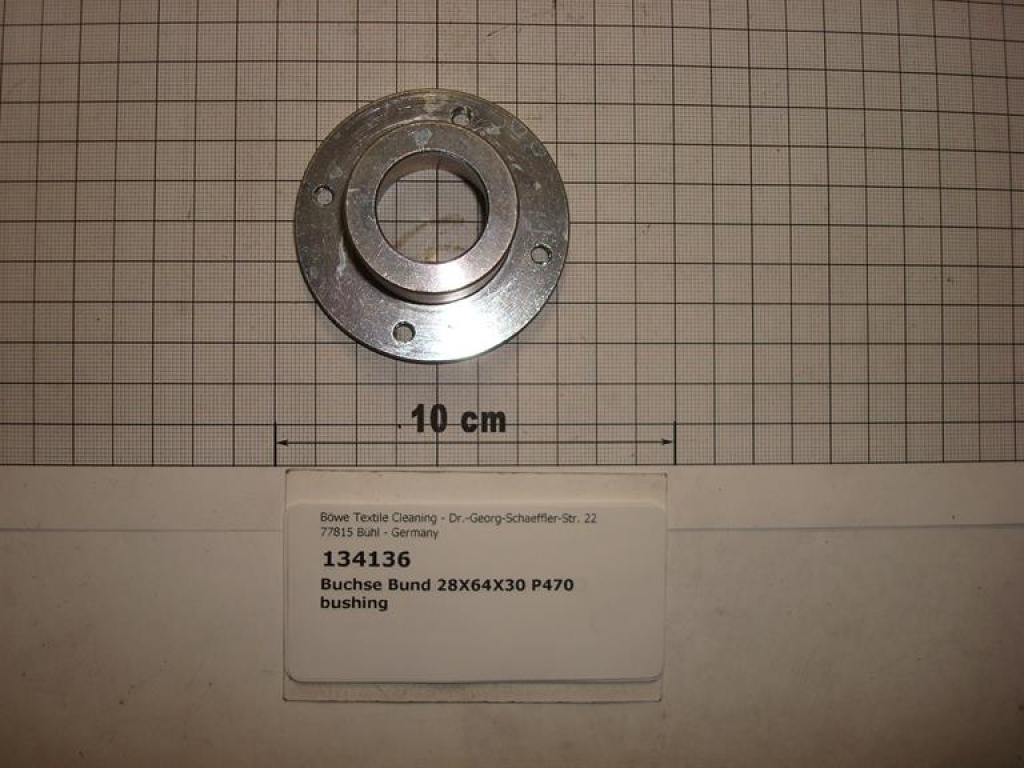 10 cm
Böwe Textile Cleaning - Dr.-Georg-Schaeffler-Str. 22
77815 Bühl - Germany
134136
Buchse Bund 28X64X30 P470
bushing